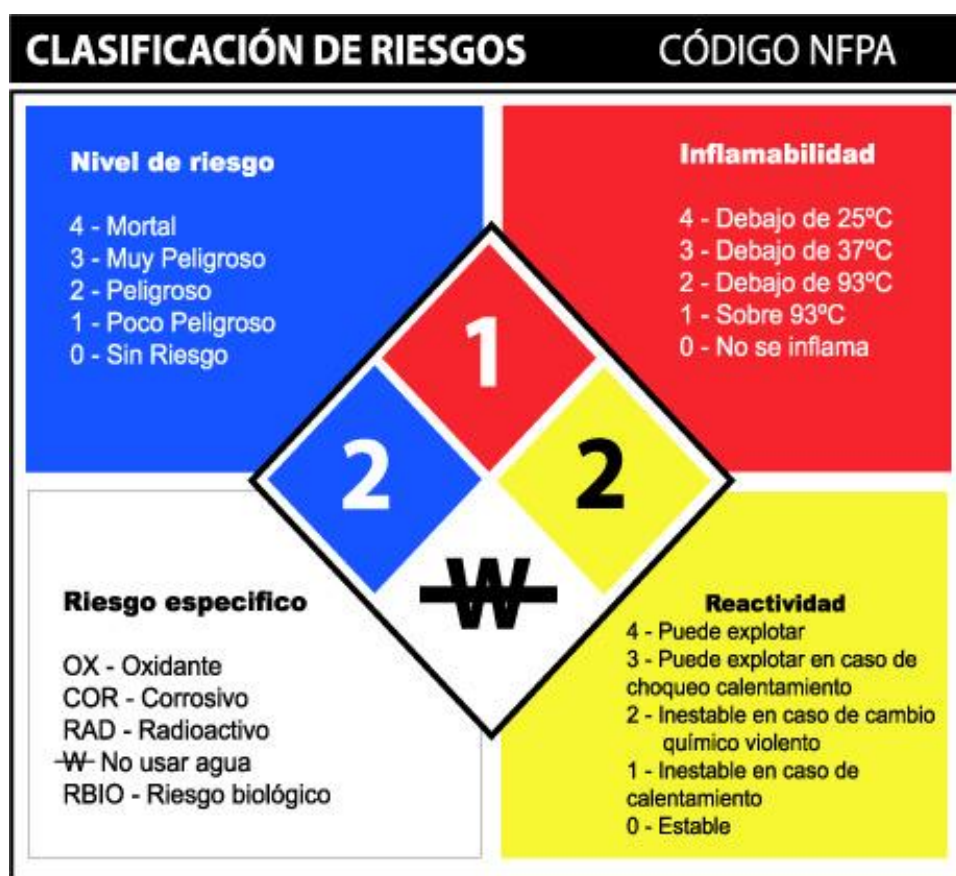 CLASIFICACIÓN DE RIESGOS CÓDIGO NFPA
Nivel de riesgo
4 - Mortal
3 - Muy Peligroso
2 - Peligroso
1 - Poco Peligroso
0 - Sin Riesgo
Inflamabilidad
4 - Debajo de 25ºC
3 - Debajo de 37ºC
2 - Debajo de 93ºC
1 - Sobre 93ºC
0 - No se inflama
1
2
2
W
Riesgo especifico
OX - Oxidante
COR - Corrosivo
RAD - Radioactivo
W No usar agua
RBIO - Riesgo biológico
Reactividad
4 - Puede explotar
3 - Puede explotar en caso de
choqueo calentamiento
2 - Inestable en caso de cambio
químico violento
1 - Inestable en caso de
calentamiento
0 - Estable